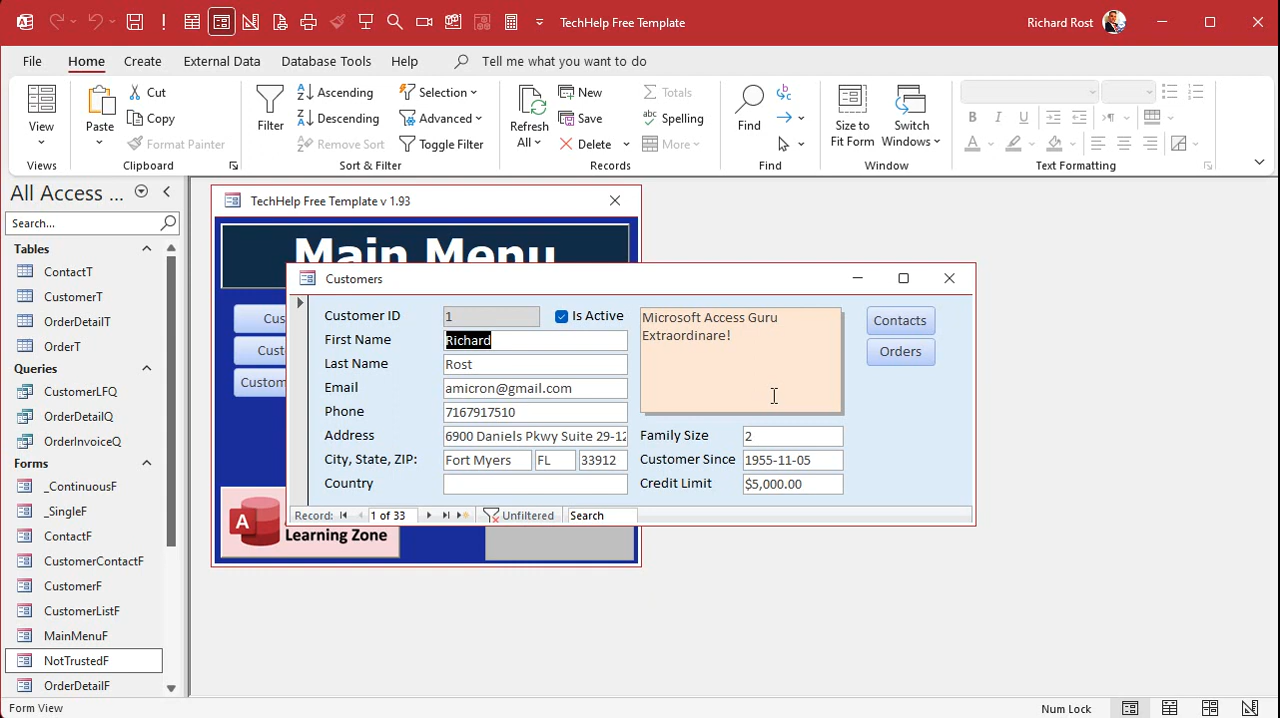 TechHelp Free Template
Richard Rost
File
Home
Create
External Data
Database Tools
Help
Tell me what you want to do
View
Views
Paste
Cut
Copy
Format Painter
Clipboard
Filter
Ascending
Descending
Remove Sort
Selection
Advanced
Toggle Filter
Sort & Filter
Refresh
All
New
Save
Delete
Totals
Spelling
More
Records
Find
Find
Size to
Fit Form
Switch
Windows
Window
B I U
A
Text Formatting
All Access ...
Search...
Tables
ContactT
CustomerT
OrderDetailT
OrderT
Queries
CustomerLFQ
OrderDetailQ
OrderInvoiceQ
Forms
_ContinuousF
_SingleF
ContactF
CustomerContactF
CustomerF
CustomerListF
MainMenuF
NotTrustedF
OrderDetailF
TechHelp Free Template v 1.93
Main Menu
Cus
Cust
Custom
A
Learning Zone
Customers
Customer ID 1 Is Active
First Name Richard
Last Name Rost
Email amicron@gmail.com
Phone 7167917510
Address 6900 Daniels Pkwy Suite 29-12
City, State, ZIP: Fort Myers FL 33912
Country
Microsoft Access Guru
Extraordinare!
Family Size 2
Customer Since 1955-11-05
Credit Limit $5,000.00
Contacts
Orders
Record: 1 of 33 Unfiltered Search
Form View
Num Lock